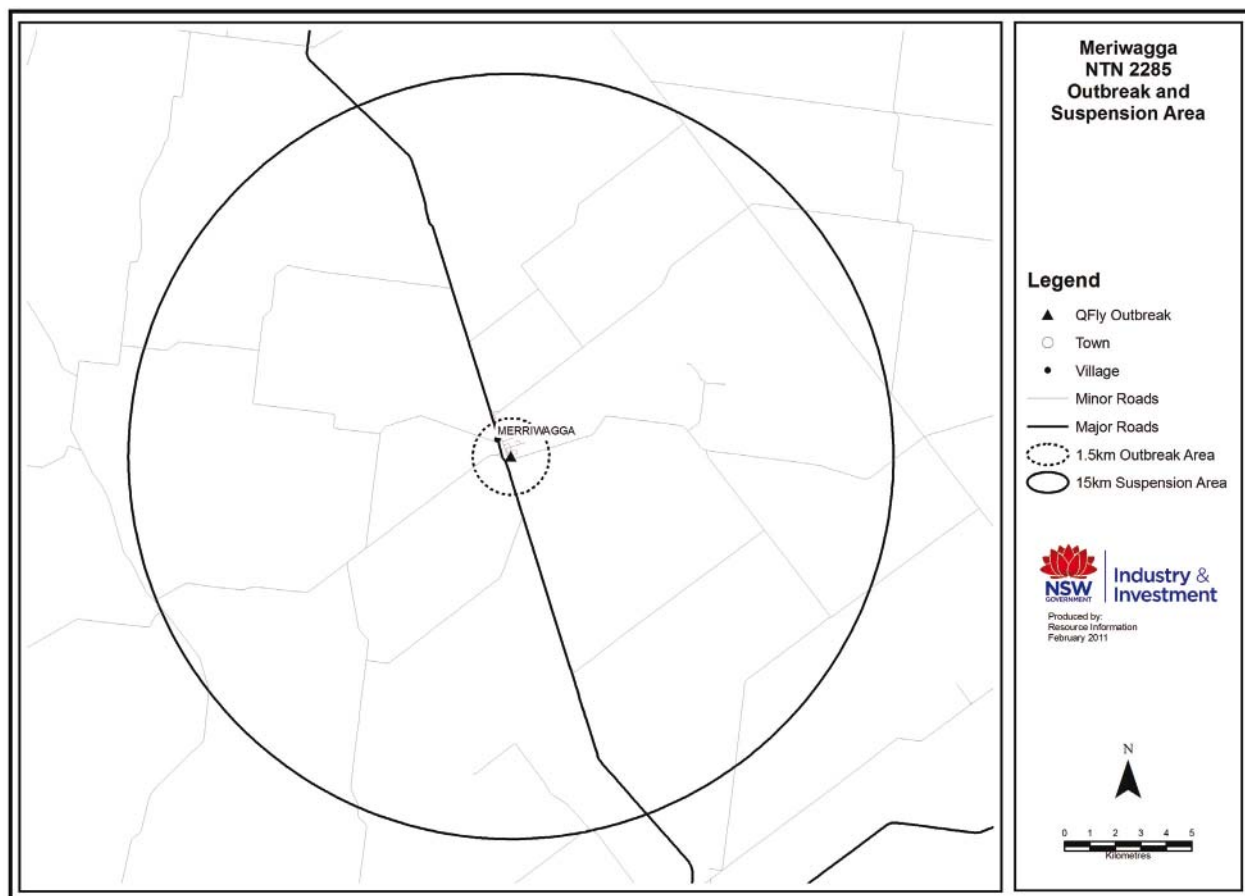 Meriwagga
NTN 2285
Outbreak and
Suspension Area
MERRIWAGGA
Legend
QFly Outbreak
Town
Village
Minor Roads
Major Roads
1.5km Outbreak Area
15km Suspension Area
NSW
GOVERNMENT
Industry &
Investment
Produced by:
Resource Information
February 2011
N
0 1 2 3 4 5
Kilometres